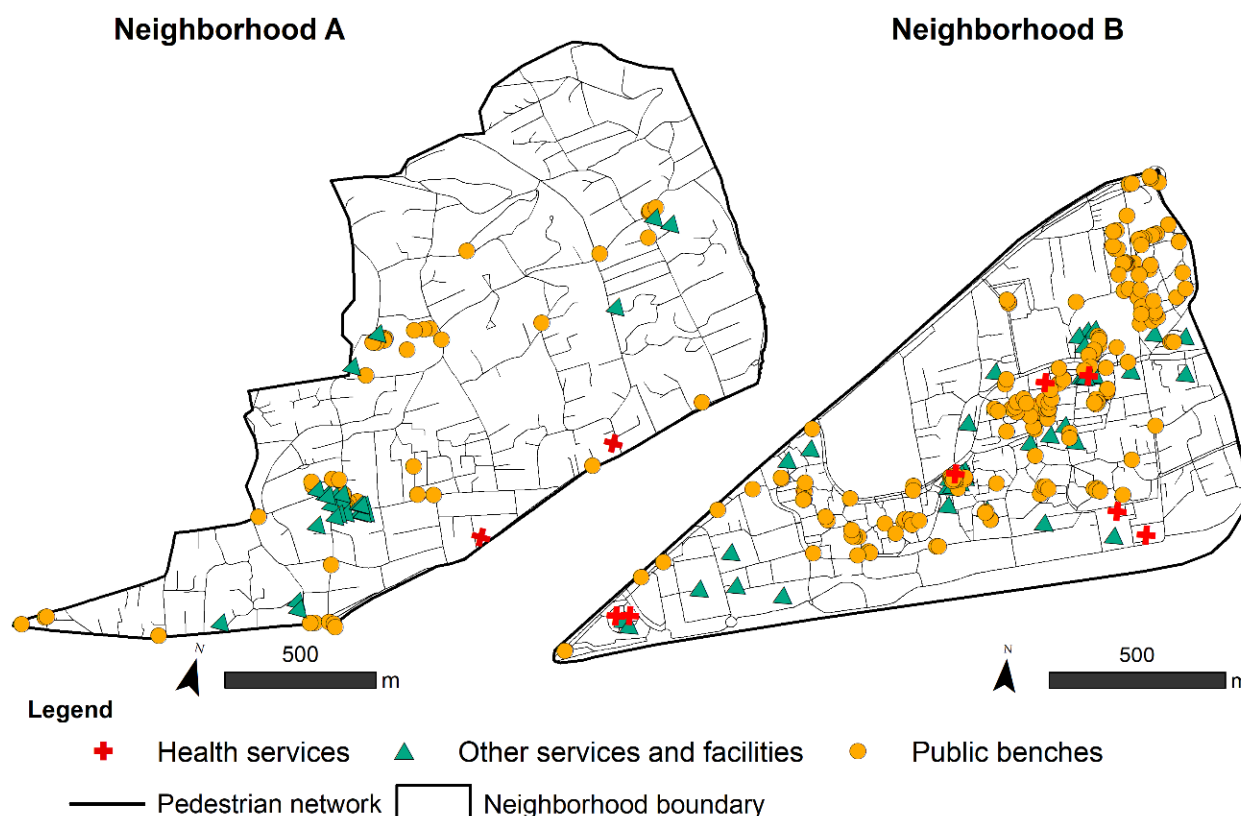 Neighborhood A
Neighborhood B
N
500
m
N
500
m
Legend
Health services
Other services and facilities
Public benches
Pedestrian network
Neighborhood boundary